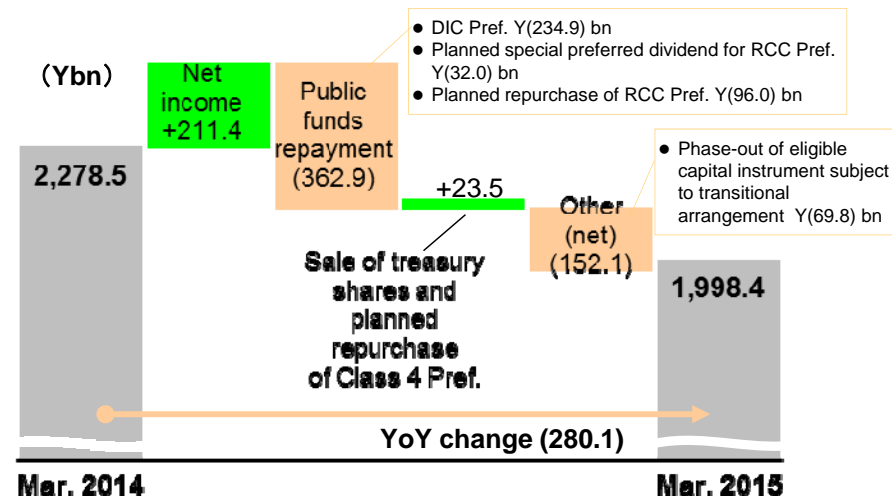 (Ybn)
Net
income
+211.4
Public
funds
repayment
(362.9)
● DIC Pref. Y(234.9) bn
● Planned special preferred dividend for RCC Pref.
Y(32.0) bn
● Planned repurchase of RCC Pref. Y(96.0) bn
2,278.5
+23.5
Sale of treasury
shares and
planned
repurchase
of Class 4 Pref.
Other
(net)
(152.1)
● Phase-out of eligible
capital instrument subject
to transitional
arrangement Y(69.8) bn
1,998.4
YoY change (280.1)
Mar. 2014
Mar. 2015